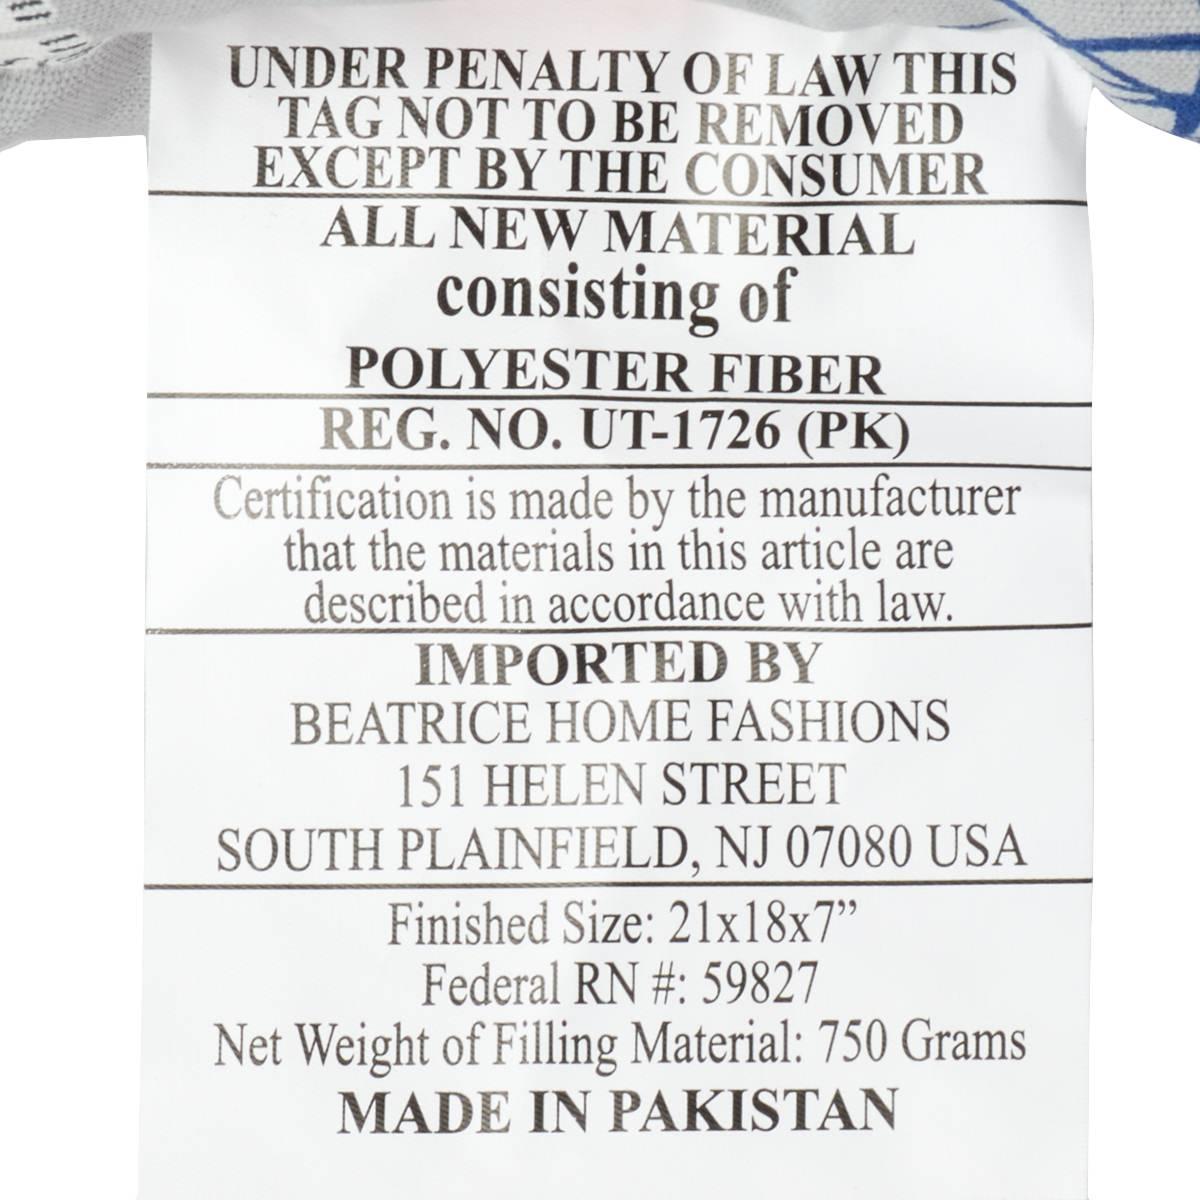 UNDER PENALTY OF LAW THIS
TAG NOT TO BE REMOVED
EXCEPT BY THE CONSUMER
ALL NEW MATERIAL
consisting of
POLYESTER FIBER
REG. NO. UT-1726 (PK)
Certification is made by the manufacturer
that the materials in this article are
described in accordance with law.
IMPORTED BY
BEATRICE HOME FASHIONS
151 HELEN STREET
SOUTH PLAINFIELD, NJ 07080 USA
Finished Size: 21x18x7”
Federal RN #: 59827
Net Weight of Filling Material: 750 Grams
MADE IN PAKISTAN